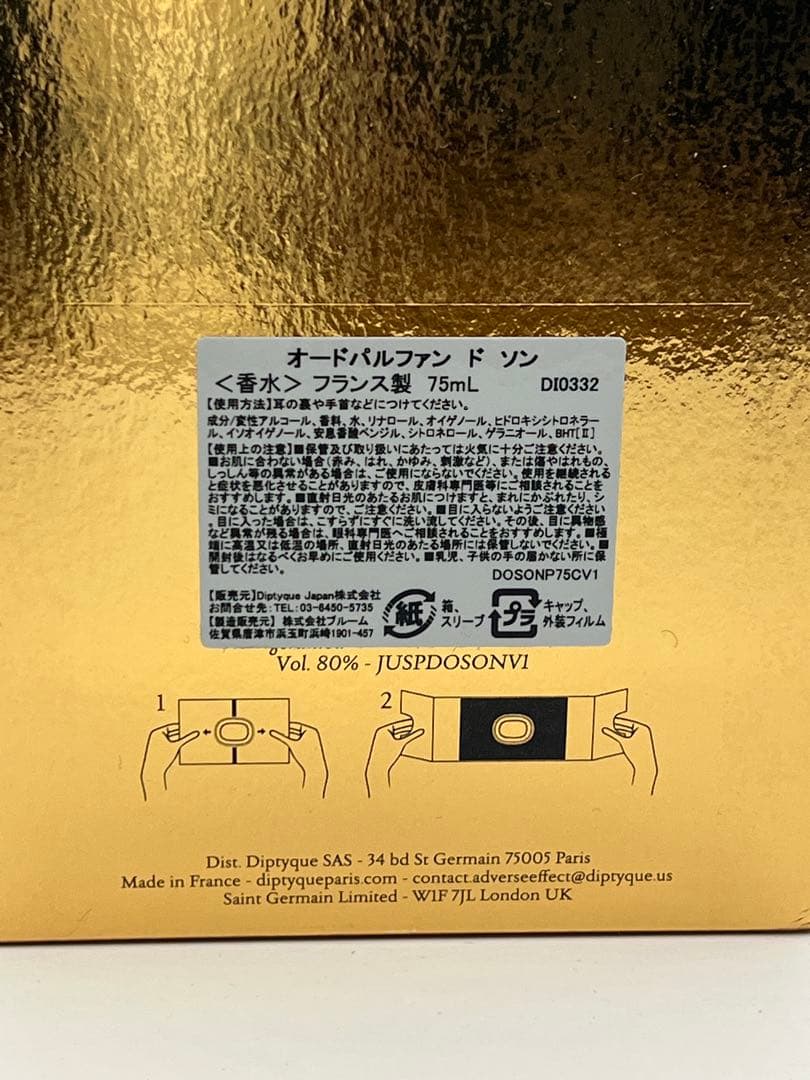 オードパルファン ド ソン
＜香水＞ フランス製 75mL DI0332
【使用方法】耳の裏や手首などにつけてください。
成分/変性アルコール、香料、水、リナロール、オイゲノール、ヒドロキシシトロネラー
ル、イソオイゲノール、安息香酸ベンジル、シトロネロール、ゲラニオール、BHT[Ⅱ]
【使用上の注意】■保管及び取り扱いにあたっては火気に十分ご注意ください。
■お肌に合わない場合(赤み、はれ、かゆみ、刺激など)、または傷やはれもの、
しっしん等の異常がある場合は、ご使用にならないでください。使用を継続される
と症状を悪化させることがありますので、皮膚科専門医等にご相談されることを
おすすめします。■直射日光のあたるお肌につけますと、まれにかぶれたり、シ
ミになることがありますので、ご注意ください。■目に入らないようご注意ください
。目に入った場合は、こすらずにすぐに洗い流してください。その後、目に異物感
など異常が残る場合は、眼科専門医へご相談されることをおすすめします。■極
端に高温又は低温の場所、直射日光のあたる場所には保管しないでください。■
開封後はなるべくお早めにご使用ください。■乳児、子供の手の届かない所に保
管してください。
DOSONP75CV1
【販売元】Diptyque Japan株式会社
お問合せ先：TEL:03-6450-5735
【製造販売元】株式会社ブルーム
佐賀県唐津市浜玉町浜崎1901-457
紙 箱、
スリーブ
プラ キャップ、
外装フィルム
Vol. 80% - JUSPDOSONV1
1 2
Dist. Diptyque SAS - 34 bd St Germain 75005 Paris
Made in France - diptyqueparis.com - contact.adverseeffect@diptyque.us
Saint Germain Limited - W1F 7JL London UK